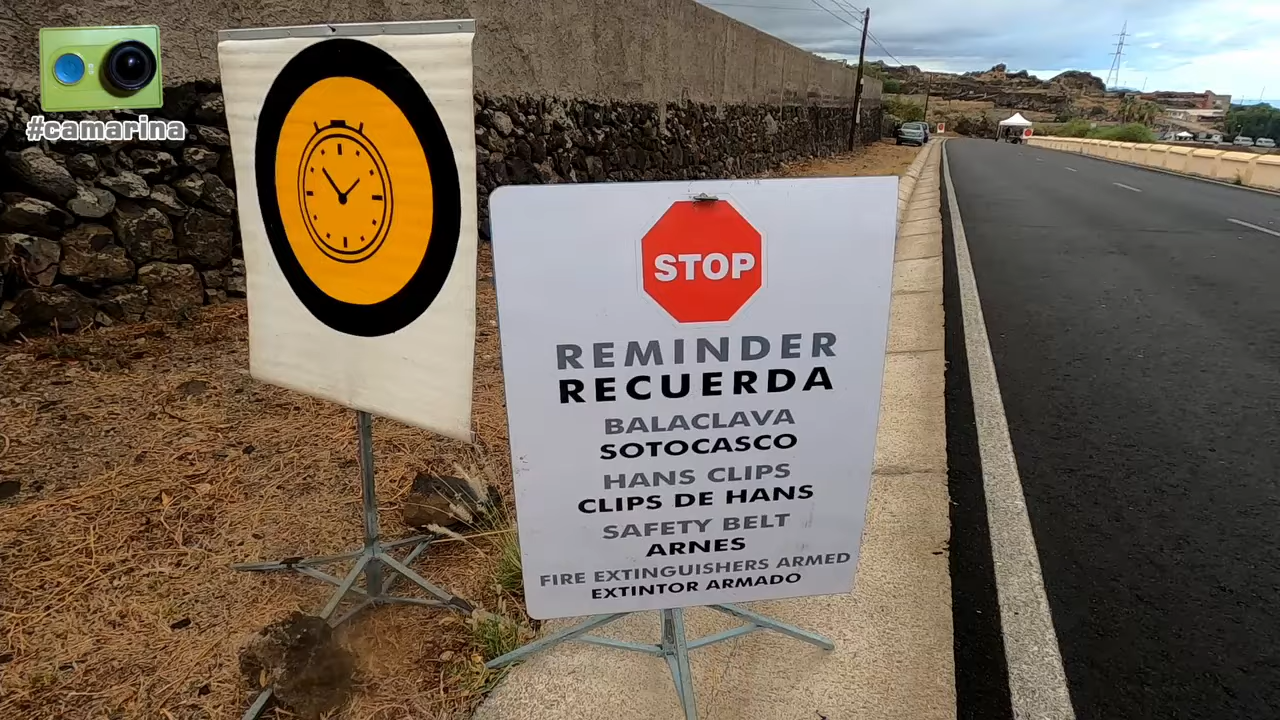 #camarina
STOP
REMINDER
RECUERDA
BALACLAVA
SOTOCASCO
HANS CLIPS
CLIPS DE HANS
SAFETY BELT
ARNES
FIRE EXTINGUISHERS ARMED
EXTINTOR ARMADO